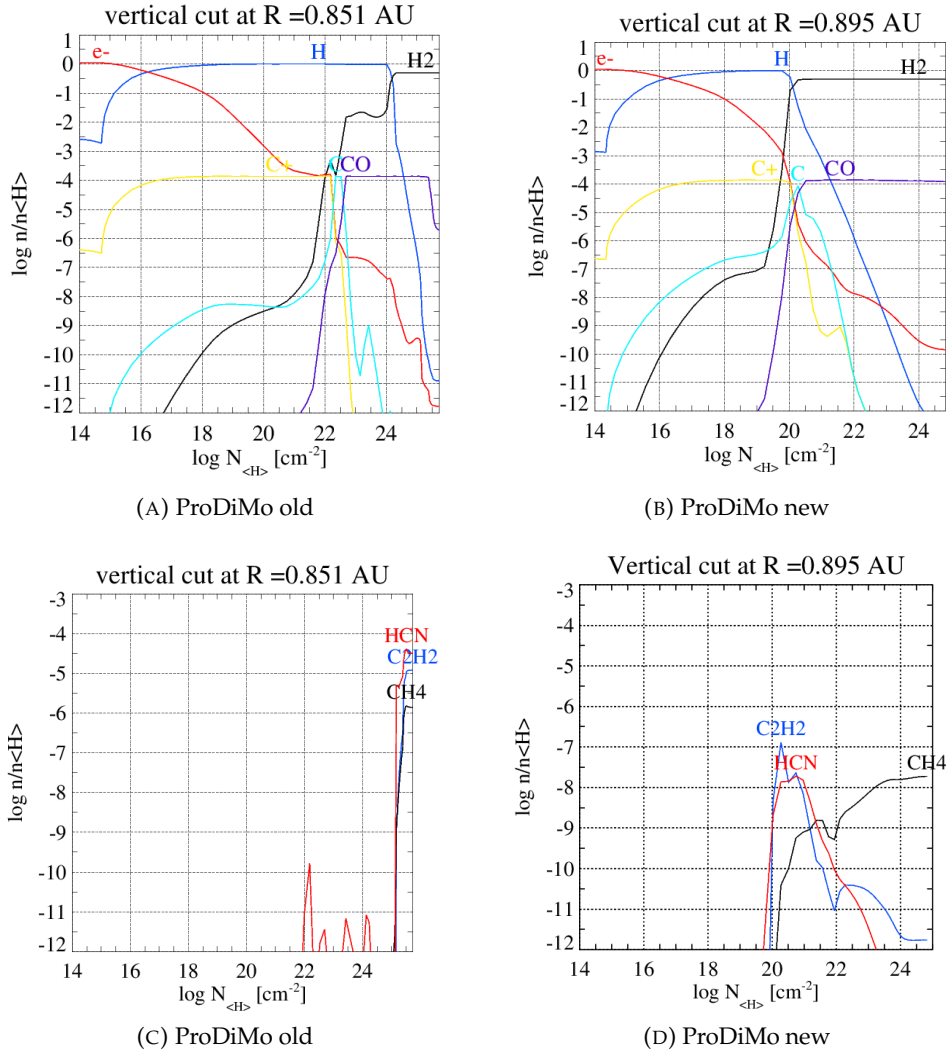 vertical cut at R =0.851 AU
1
0
-1
-2
-3
-4
-5
-6
-7
-8
-9
-10
-11
-12
log n/n<H>
e-
H
H2
C+
C
CO
14 16 18 20 22 24
log N<H> [cm-2]
(A) ProDiMo old
vertical cut at R =0.895 AU
1
0
-1
-2
-3
-4
-5
-6
-7
-8
-9
-10
-11
-12
log n/n<H>
e-
H
H2
C+
C
CO
14 16 18 20 22 24
log N<H> [cm-2]
(B) ProDiMo new
vertical cut at R =0.851 AU
-3
-4
-5
-6
-7
-8
-9
-10
-11
-12
log n/n<H>
HCN
C2H2
CH4
14 16 18 20 22 24
log N<H> [cm-2]
(C) ProDiMo old
Vertical cut at R =0.895 AU
-3
-4
-5
-6
-7
-8
-9
-10
-11
-12
log n/n<H>
C2H2
HCN
CH4
14 16 18 20 22 24
log N<H> [cm-2]
(D) ProDiMo new